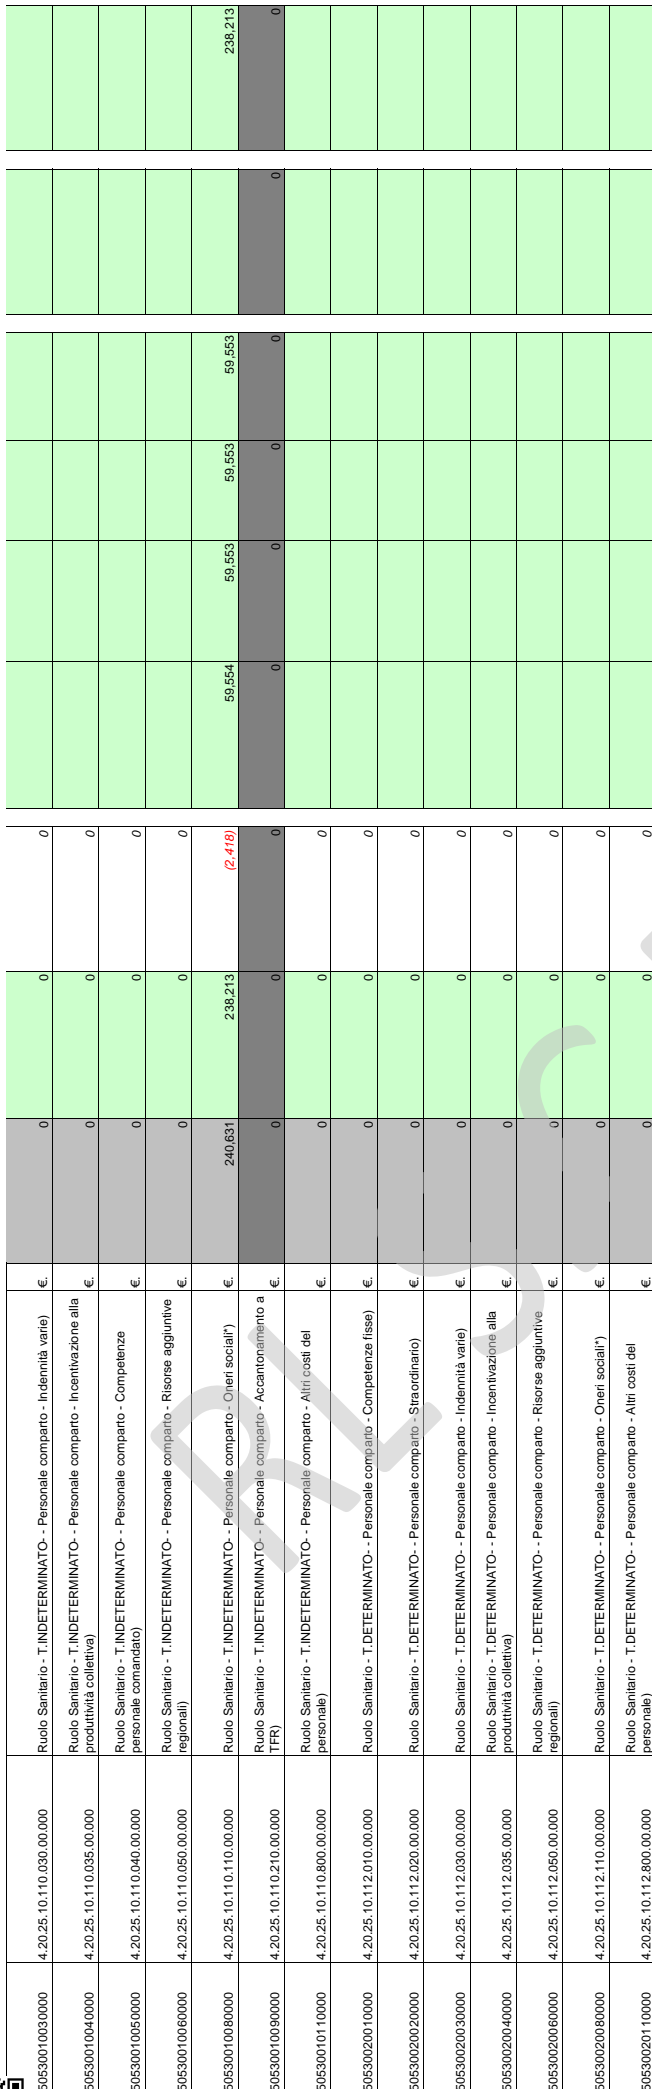 50530010030000 4.20.25.10.110.030.00.000 Ruolo Sanitario - T.INDETERMINATO- - Personale comparto - Indennità varie) €. 0 0 0
50530010040000 4.20.25.10.110.035.00.000 Ruolo Sanitario - T.INDETERMINATO- - Personale comparto - Incentivazione alla
produttività collettiva) €. 0 0 0
50530010050000 4.20.25.10.110.040.00.000 Ruolo Sanitario - T.INDETERMINATO- - Personale comparto - Competenze
personale comandato) €. 0 0 0
50530010060000 4.20.25.10.110.050.00.000 Ruolo Sanitario - T.INDETERMINATO- - Personale comparto - Risorse aggiuntive
regionali) €. 0 0 0
50530010080000 4.20.25.10.110.110.00.000 Ruolo Sanitario - T.INDETERMINATO- - Personale comparto - Oneri sociali*) €. 240,631 238,213 (2,418) 59,554 59,553 59,553 59,553 238,213
50530010090000 4.20.25.10.110.210.00.000 Ruolo Sanitario - T.INDETERMINATO- - Personale comparto - Accantonamento a
TFR) €. 0 0 0 0 0 0 0 0 0
50530010110000 4.20.25.10.110.800.00.000 Ruolo Sanitario - T.INDETERMINATO- - Personale comparto - Altri costi del
personale) €. 0 0 0
50530020010000 4.20.25.10.112.010.00.000 Ruolo Sanitario - T.DETERMINATO- - Personale comparto - Competenze fisse) €. 0 0 0
50530020020000 4.20.25.10.112.020.00.000 Ruolo Sanitario - T.DETERMINATO- - Personale comparto - Straordinario) €. 0 0 0
50530020030000 4.20.25.10.112.030.00.000 Ruolo Sanitario - T.DETERMINATO- - Personale comparto - Indennità varie) €. 0 0 0
50530020040000 4.20.25.10.112.035.00.000 Ruolo Sanitario - T.DETERMINATO- - Personale comparto - Incentivazione alla
produttività collettiva) €. 0 0 0
50530020060000 4.20.25.10.112.050.00.000 Ruolo Sanitario - T.DETERMINATO- - Personale comparto - Risorse aggiuntive
regionali) €. 0 0 0
50530020080000 4.20.25.10.112.110.00.000 Ruolo Sanitario - T.DETERMINATO- - Personale comparto - Oneri sociali*) €. 0 0 0
50530020110000 4.20.25.10.112.800.00.000 Ruolo Sanitario - T.DETERMINATO- - Personale comparto - Altri costi del
personale) €. 0 0 0